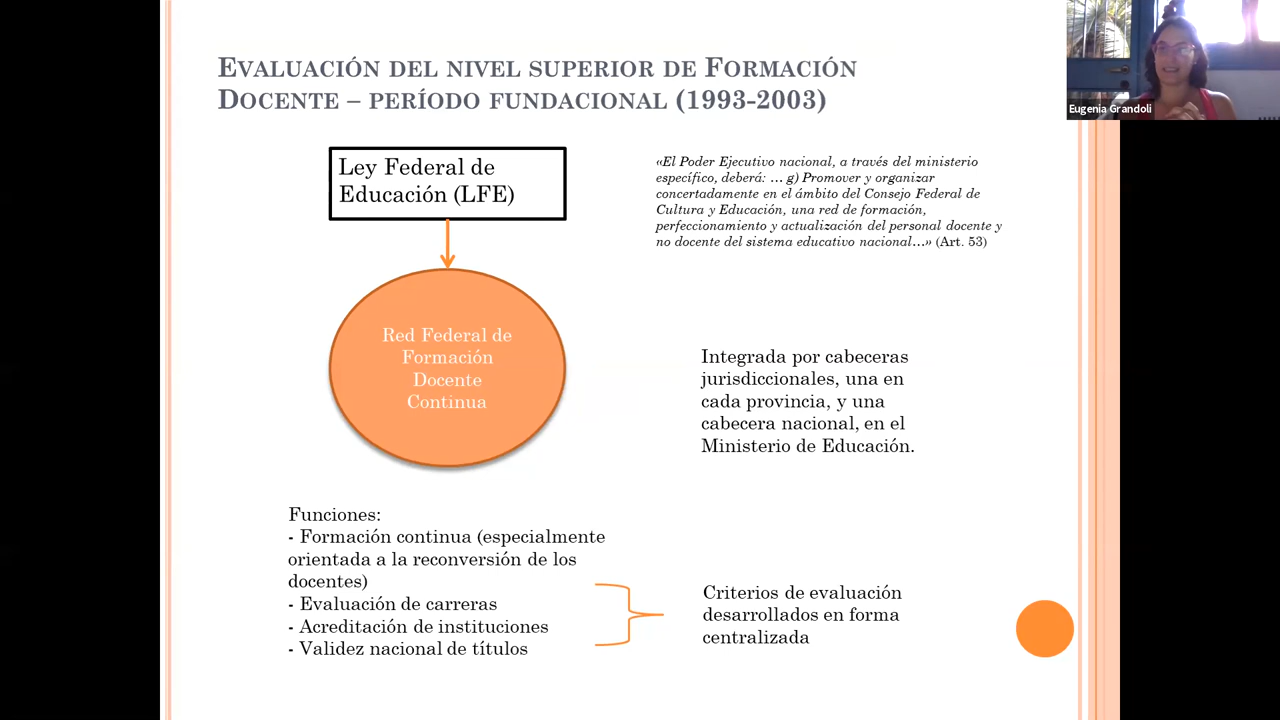 EVALUACIÓN DEL NIVEL SUPERIOR DE FORMACIÓN
DOCENTE – PERÍODO FUNDACIONAL (1993-2003)
Eugenia Grandoli
Ley Federal de
Educación (LFE)
«El Poder Ejecutivo nacional, a través del ministerio
específico, deberá: … g) Promover y organizar
concertadamente en el ámbito del Consejo Federal de
Cultura y Educación, una red de formación,
perfeccionamiento y actualización del personal docente y
no docente del sistema educativo nacional…» (Art. 53)
Red Federal de
Formación
Docente
Continua
Integrada por cabeceras
jurisdiccionales, una en
cada provincia, y una
cabecera nacional, en el
Ministerio de Educación.
Funciones:
- Formación continua (especialmente
orientada a la reconversión de los
docentes)
- Evaluación de carreras
- Acreditación de instituciones
- Validez nacional de títulos
Criterios de evaluación
desarrollados en forma
centralizada